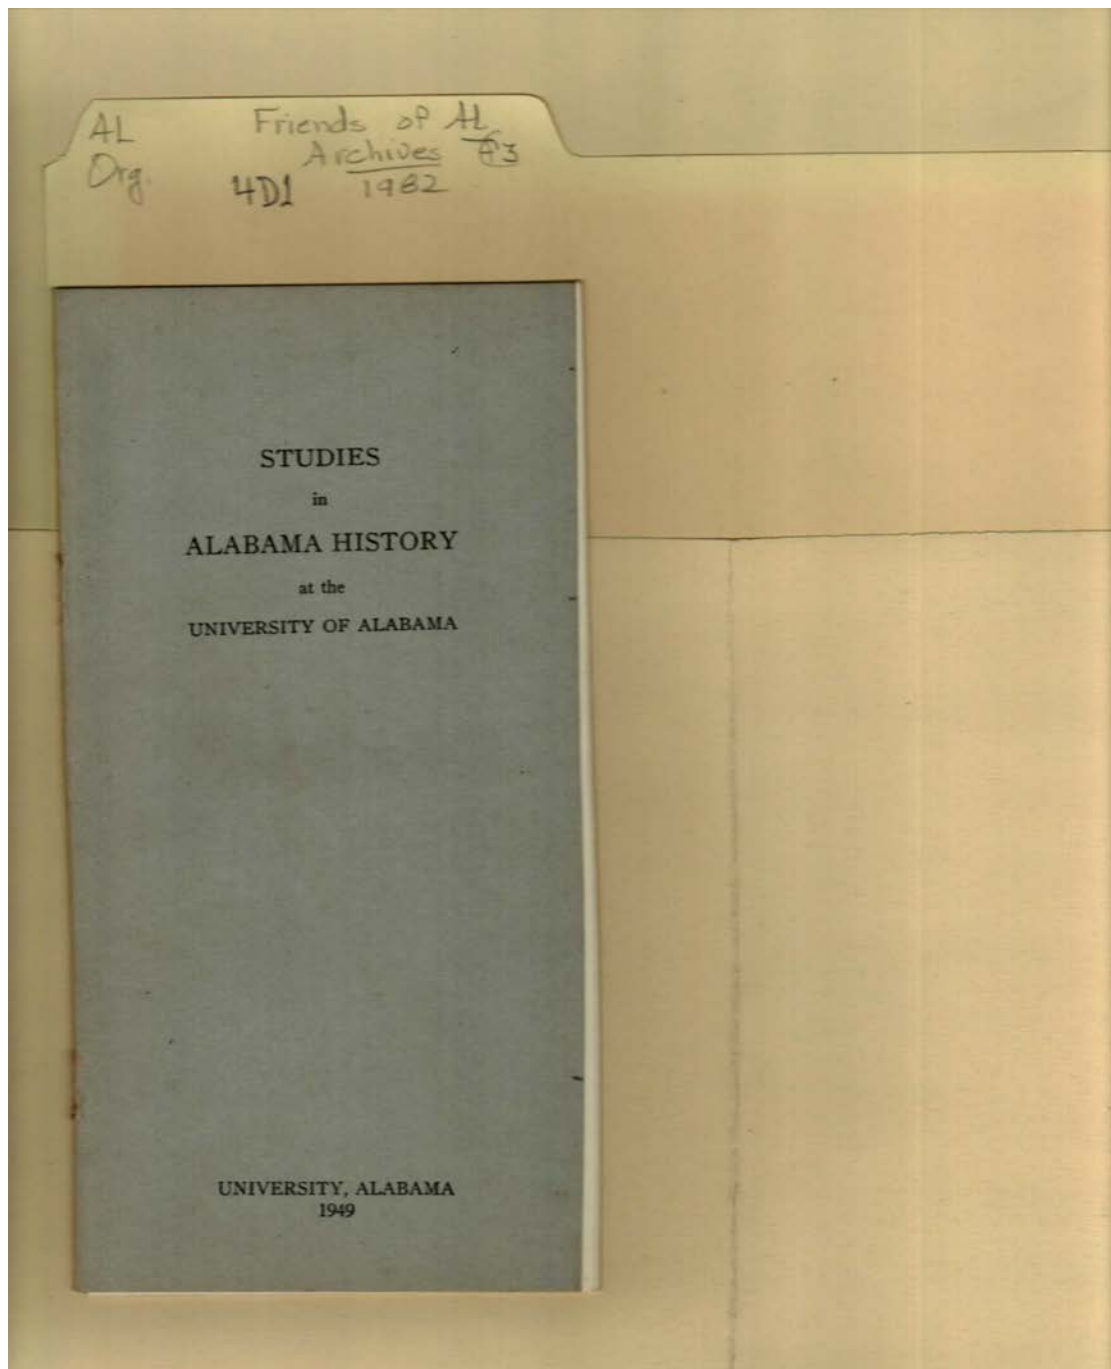 AL Friends of AL
Archives
Org. 4D1 1982
STUDIES
in
ALABAMA HISTORY
at the
UNIVERSITY OF ALABAMA
UNIVERSITY, ALABAMA
1949